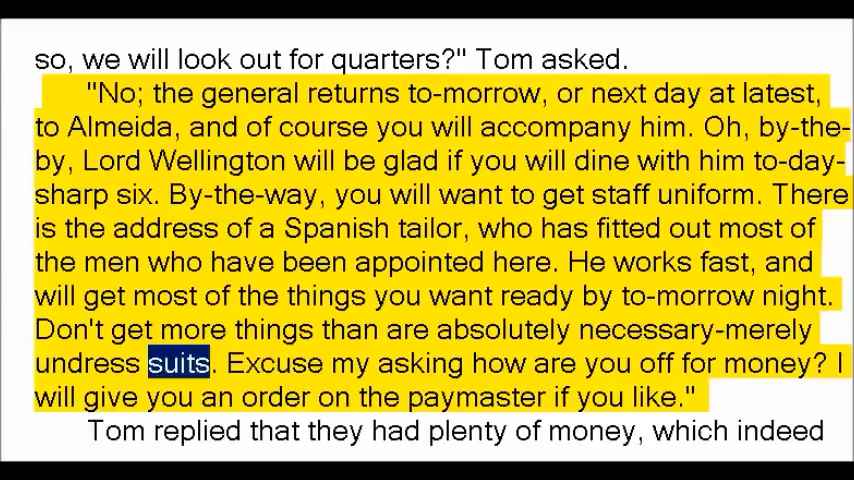 so, we will look out for quarters?" Tom asked.
"No; the general returns to-morrow, or next day at latest,
to Almeida, and of course you will accompany him. Oh, by-the-
by, Lord Wellington will be glad if you will dine with him to-day-
sharp six. By-the-way, you will want to get staff uniform. There
is the address of a Spanish tailor, who has fitted out most of
the men who have been appointed here. He works fast, and
will get most of the things you want ready by to-morrow night.
Don't get more things than are absolutely necessary-merely
undress suits. Excuse my asking how are you off for money? I
will give you an order on the paymaster if you like."
Tom replied that they had plenty of money, which indeed